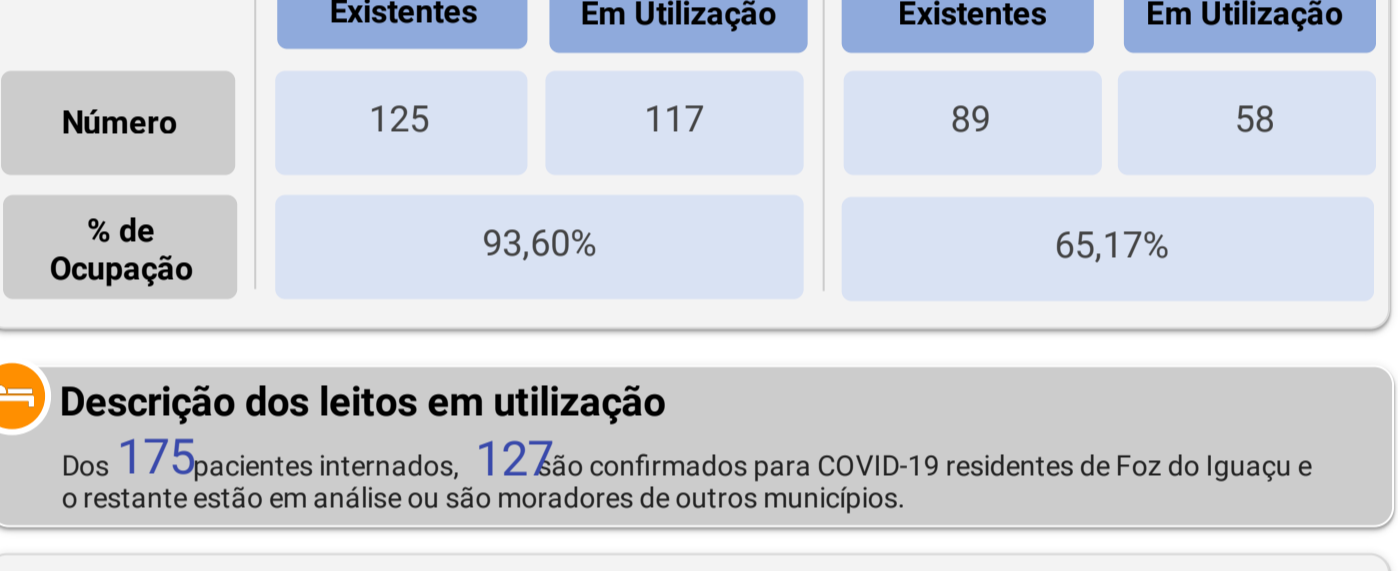 Existentes Em Utilização Existentes Em Utilização
Número 125 117 89 58
% de
Ocupação 93,60% 65,17%
Descrição dos leitos em utilização
Dos 175 pacientes internados, 127 são confirmados para COVID-19 residentes de Foz do Iguaçu e
o restante estão em análise ou são moradores de outros municípios.